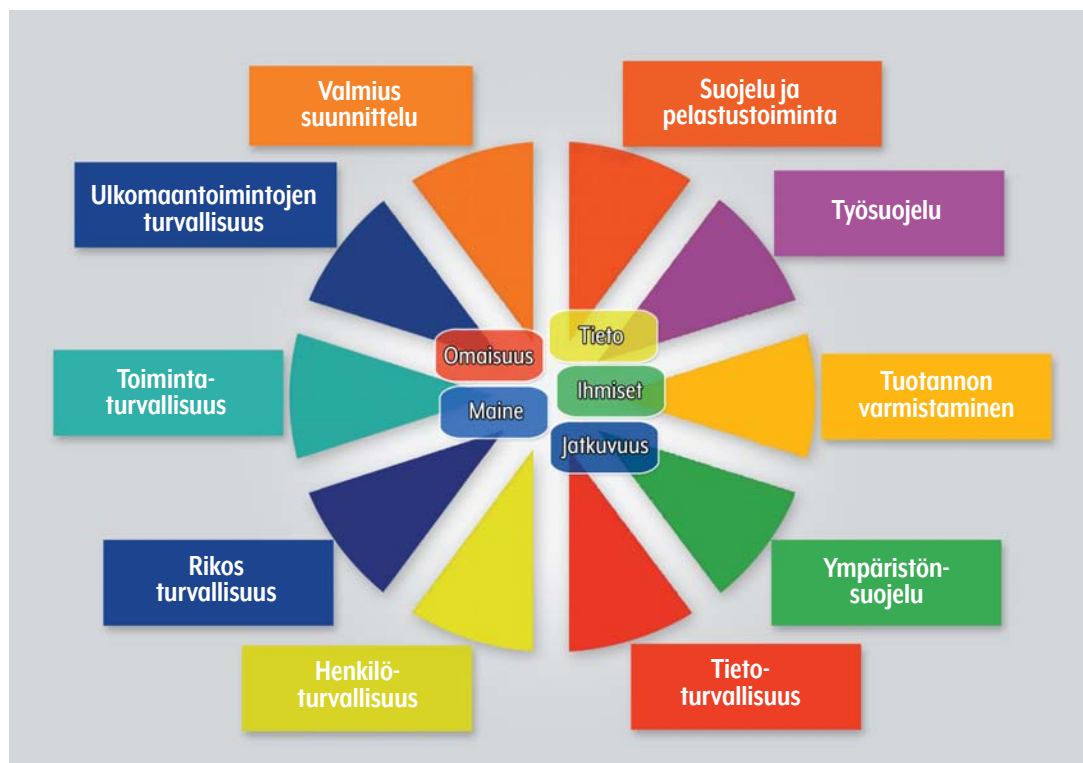 Valmius
suunnittelu
Suojelu ja
pelastustoiminta
Ulkomaantoimintojen
turvallisuus
Työsuojelu
Omaisuus
Tieto
Toiminta-
turvallisuus
Maine
Ihmiset
Tuotannon
varmistaminen
Jatkuvuus
Rikos
turvallisuus
Ympäristön-
suojelu
Henkilö-
turvallisuus
Tieto-
turvallisuus